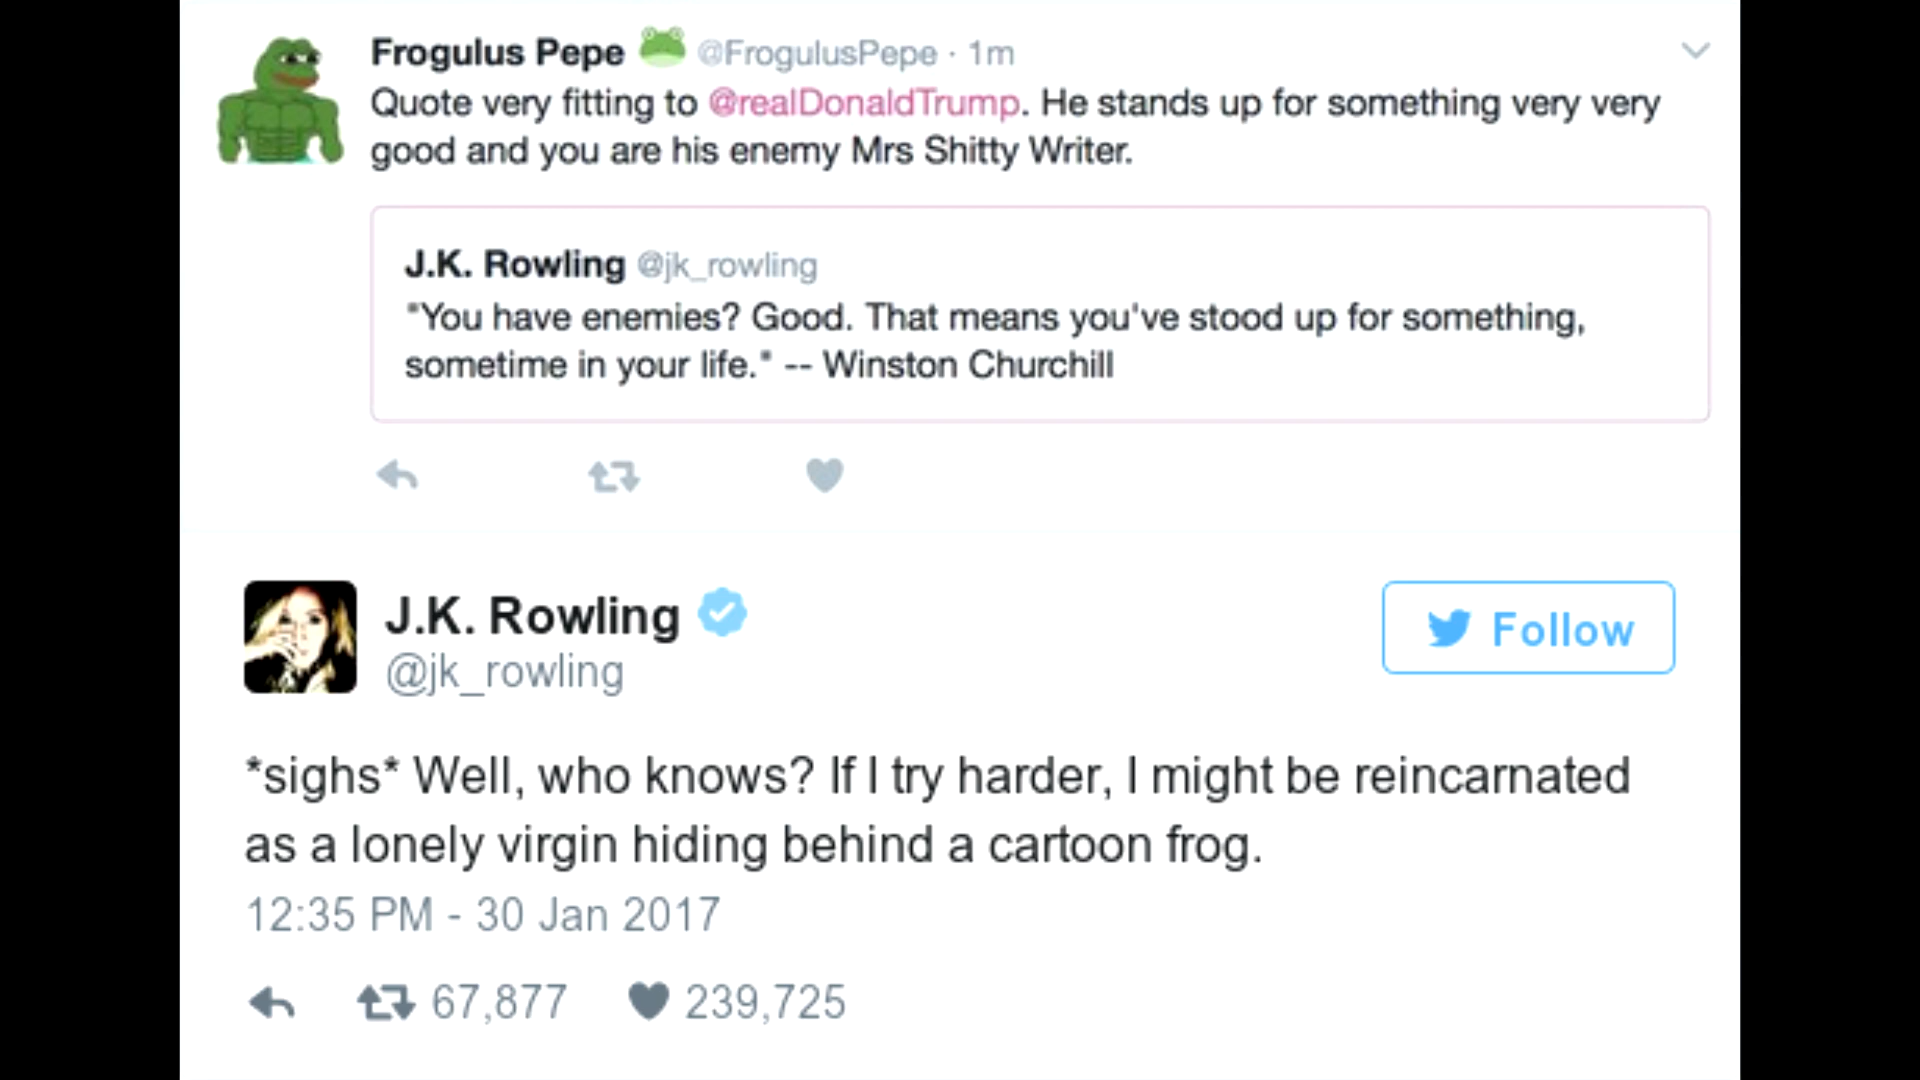 Frogulus Pepe 🐸 @FrogulusPepe · 1m
Quote very fitting to @realDonaldTrump. He stands up for something very very
good and you are his enemy Mrs Shitty Writer.
J.K. Rowling @jk_rowling
"You have enemies? Good. That means you've stood up for something,
sometime in your life." -- Winston Churchill
J.K. Rowling
Follow
@jk_rowling
*sighs* Well, who knows? If I try harder, I might be reincarnated
as a lonely virgin hiding behind a cartoon frog.
12:35 PM - 30 Jan 2017
67,877 239,725